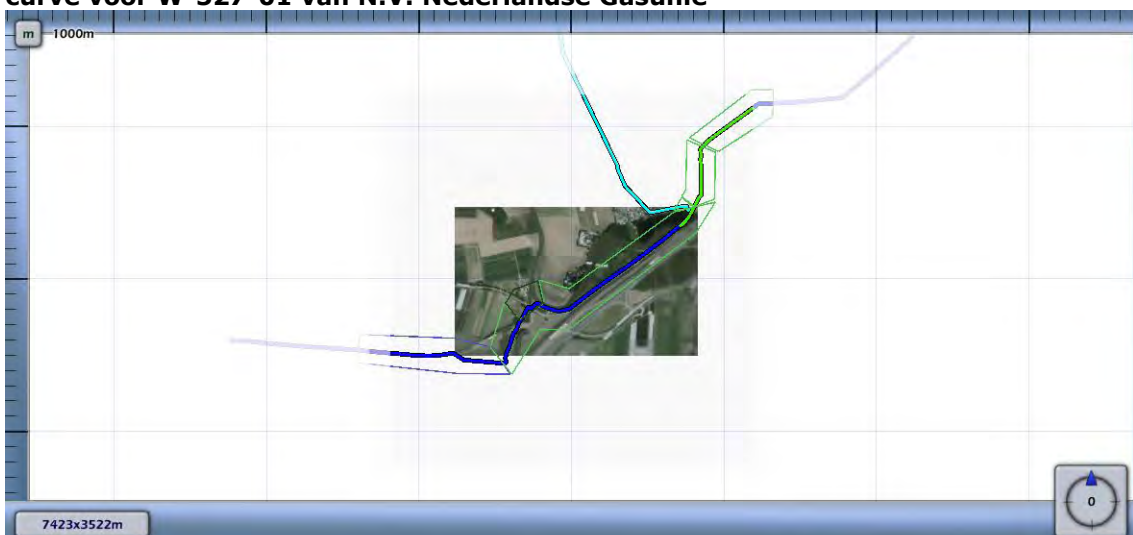 curve voor W-527-01 van N.V. Nederlandse Gasunie
m
1000m
0
7423x3522m